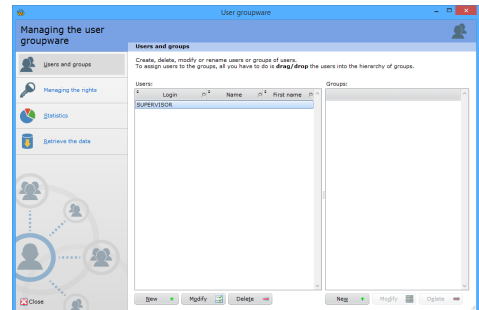 User groupware
Managing the user
groupware
Users and groups
Create, delete, modify or rename users or groups of users.
To assign users to the groups, all you have to do is drag/drop the users into the hierarchy of groups.
Users and groups
Managing the rights
Statistics
Retrieve the data
Close
Users:
Login Name First name
SUPERVISOR
Groups:
New Modify Delete
New Modify Delete